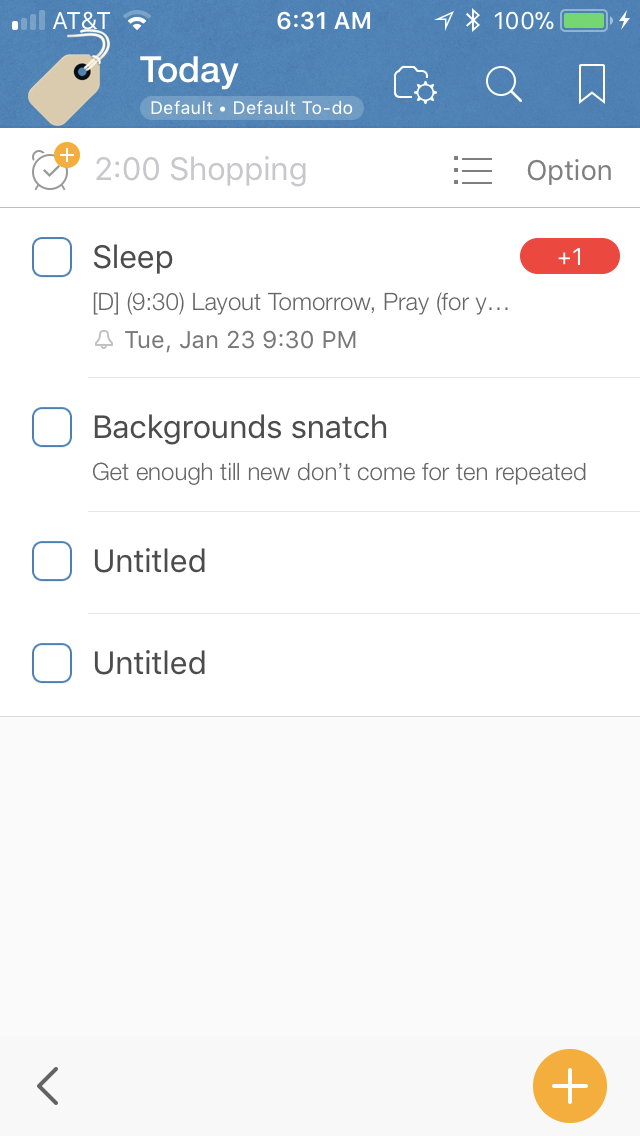 AT&T 6:31 AM 100%
Today
Default • Default To-do
2:00 Shopping Option
Sleep +1
[D] (9:30) Layout Tomorrow, Pray (for y...
Tue, Jan 23 9:30 PM
Backgrounds snatch
Get enough till new don't come for ten repeated
Untitled
Untitled